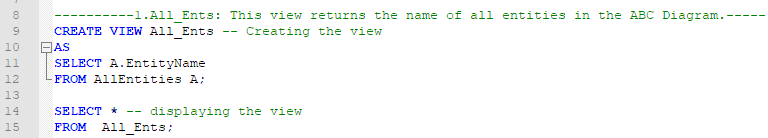 8 ----------1.All_Ents: This view returns the name of all entities in the ABC Diagram.-----
9 CREATE VIEW All_Ents -- Creating the view
10 AS
11 SELECT A.EntityName
12 FROM AllEntities A;
13
14 SELECT * -- displaying the view
15 FROM  All_Ents;